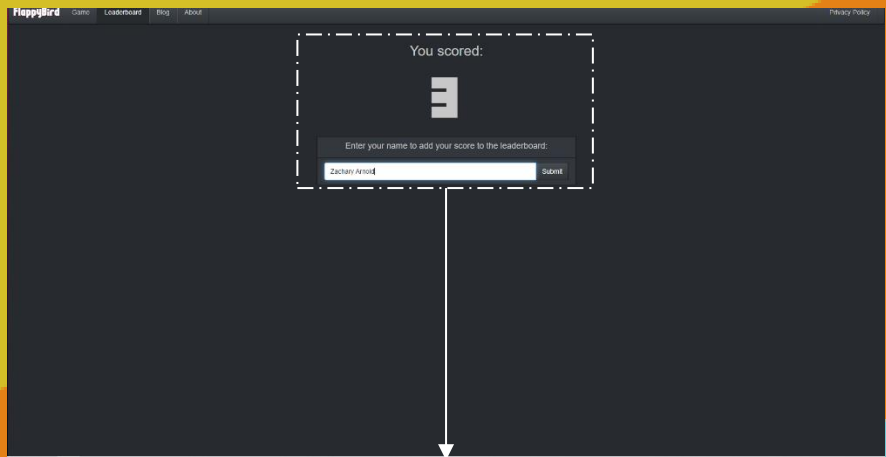 FlappyBird Game Leaderboard Blog About Privacy Policy
You scored:
3
Enter your name to add your score to the leaderboard:
Zachary Arnold Submit